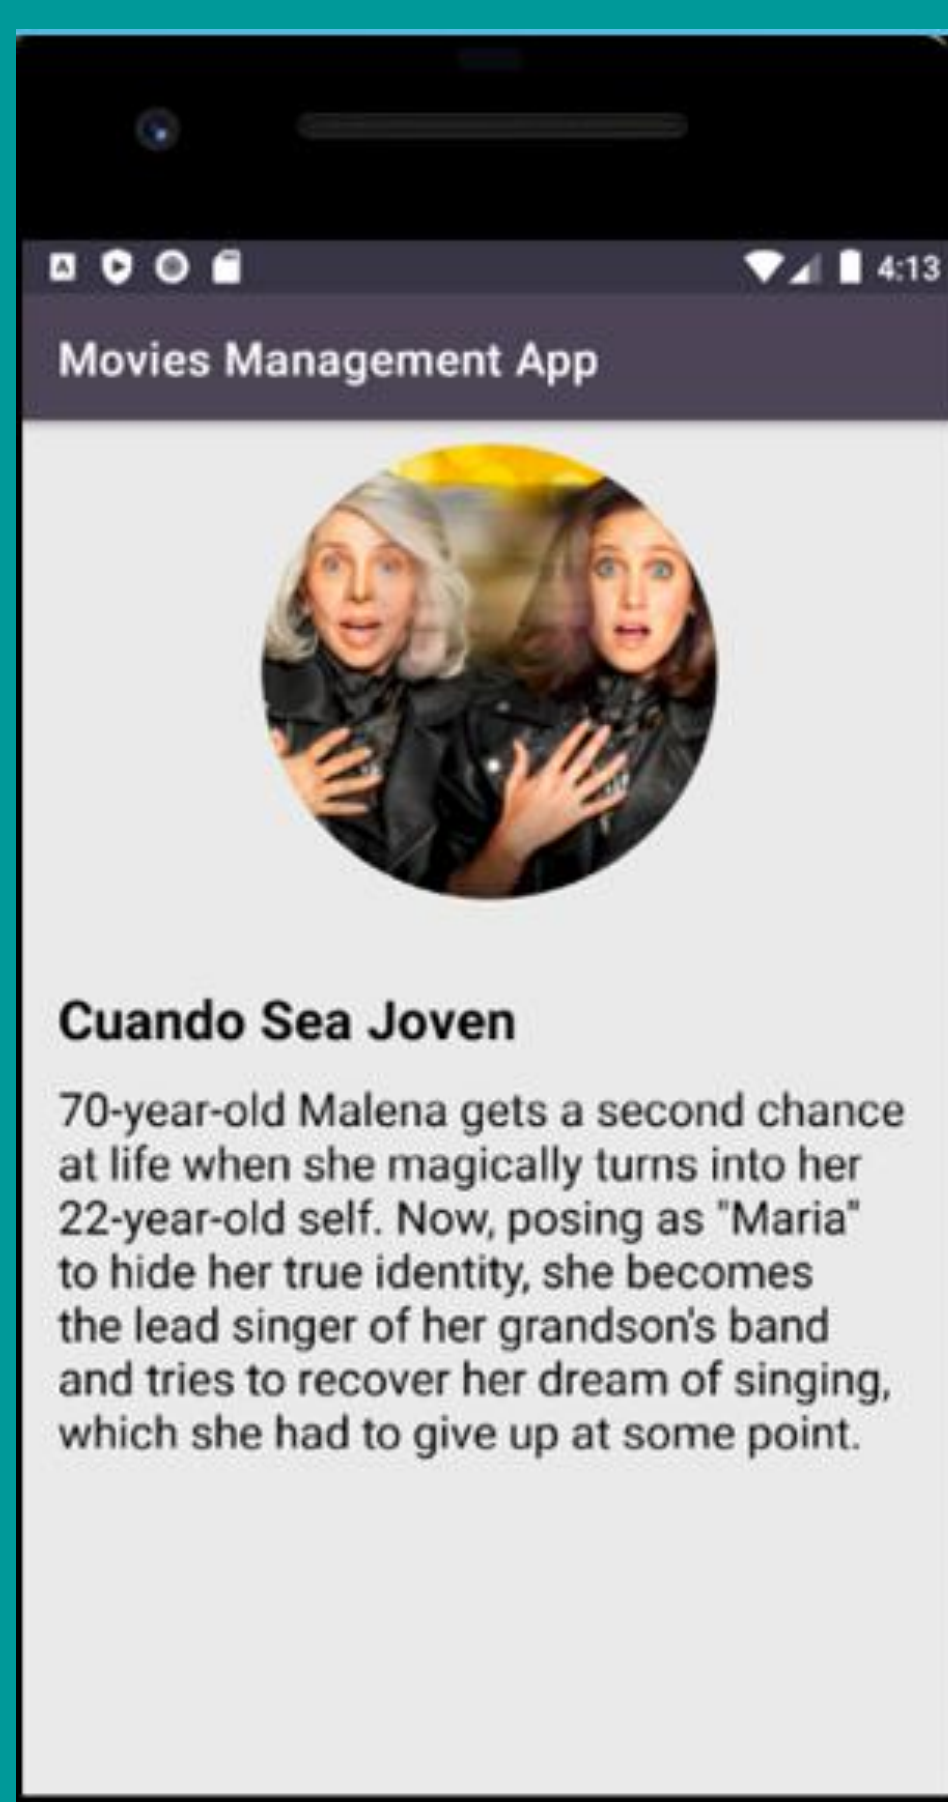 4:13
Movies Management App
Cuando Sea Joven
70-year-old Malena gets a second chance
at life when she magically turns into her
22-year-old self. Now, posing as "Maria"
to hide her true identity, she becomes
the lead singer of her grandson's band
and tries to recover her dream of singing,
which she had to give up at some point.